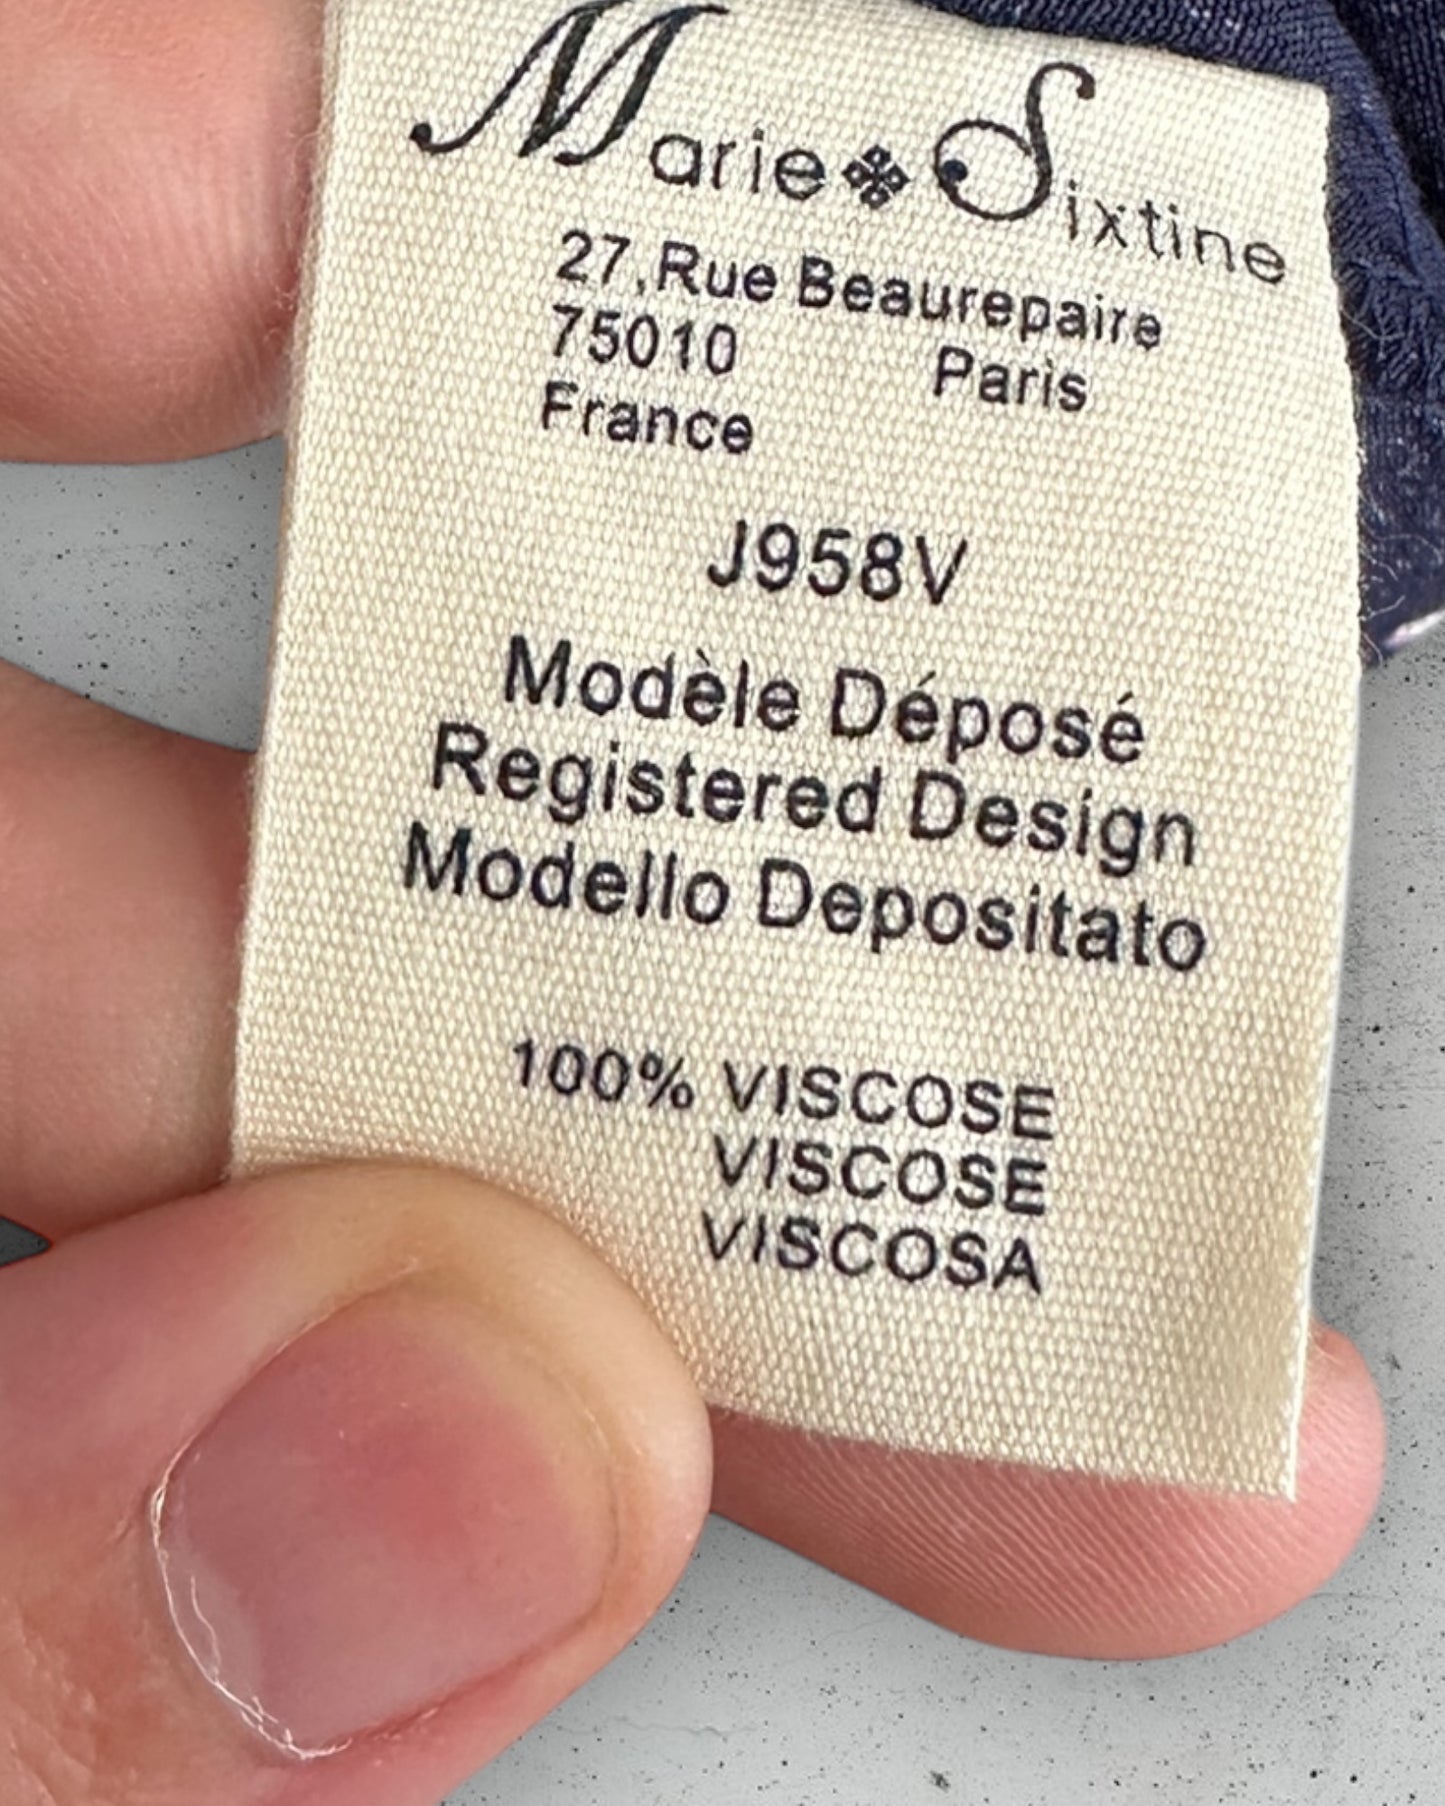 Marie Sixtine
27, Rue Beaurepaire
75010 Paris
France
J958V
Modèle Déposé
Registered Design
Modello Depositato
100% VISCOSE
VISCOSE
VISCOSA